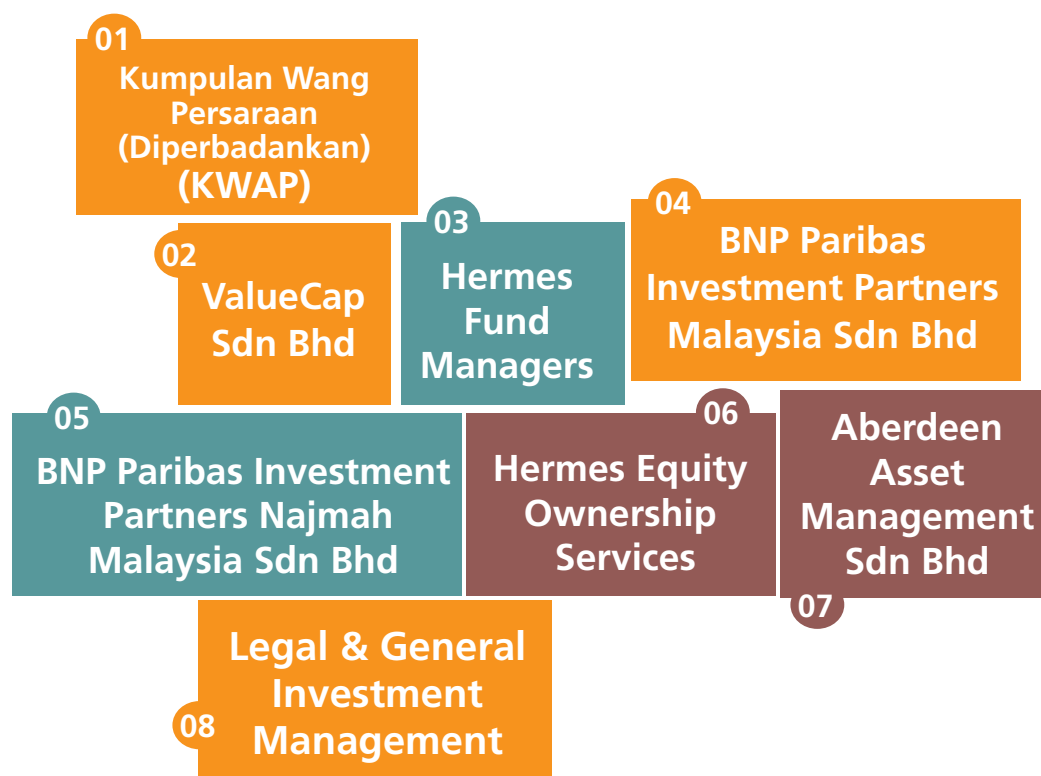 01
Kumpulan Wang
Persaraan
(Diperbadankan)
(KWAP)
02
ValueCap
Sdn Bhd
03
Hermes
Fund
Managers
04
BNP Paribas
Investment Partners
Malaysia Sdn Bhd
05
BNP Paribas Investment
Partners Najmah
Malaysia Sdn Bhd
06
Hermes Equity
Ownership
Services
Aberdeen
Asset
Management
Sdn Bhd
07
Legal & General
Investment
Management
08